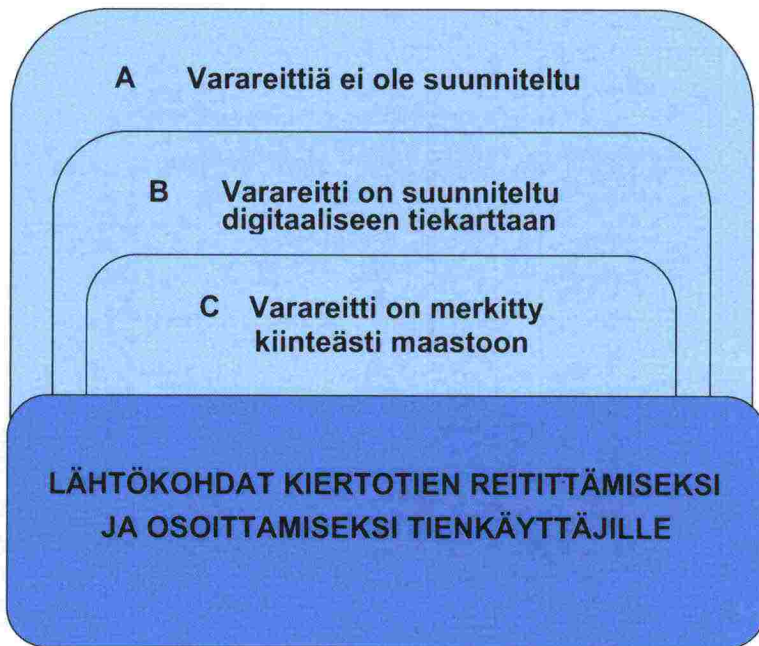 A Varareittiä ei ole suunniteltu
B Varareitti on suunniteltu
digitaaliseen tiekarttaan
C Varareitti on merkitty
kiinteästi maastoon
LÄHTÖKOHDAT KIERTOTIEN REITITTÄMISEKSI
JA OSOITTAMISEKSI TIENKÄYTTÄJILLE